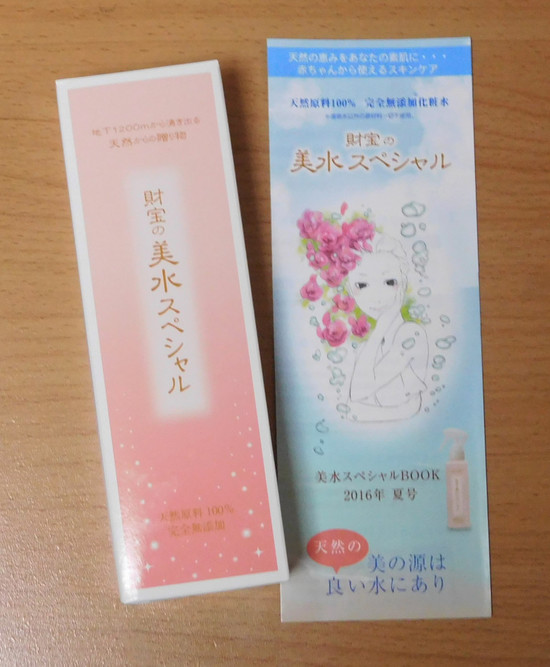 地下1200mから湧き出る
天然からの贈り物
財宝の美水スペシャル
天然原料100%
完全無添加
天然の恵みをあなたの素肌に・・・
赤ちゃんから使えるスキンケア
天然原料100% 完全無添加化粧水
財宝の
美水スペシャル
美水スペシャルBOOK
2016年 夏号
天然の
美の源は
良い水にあり